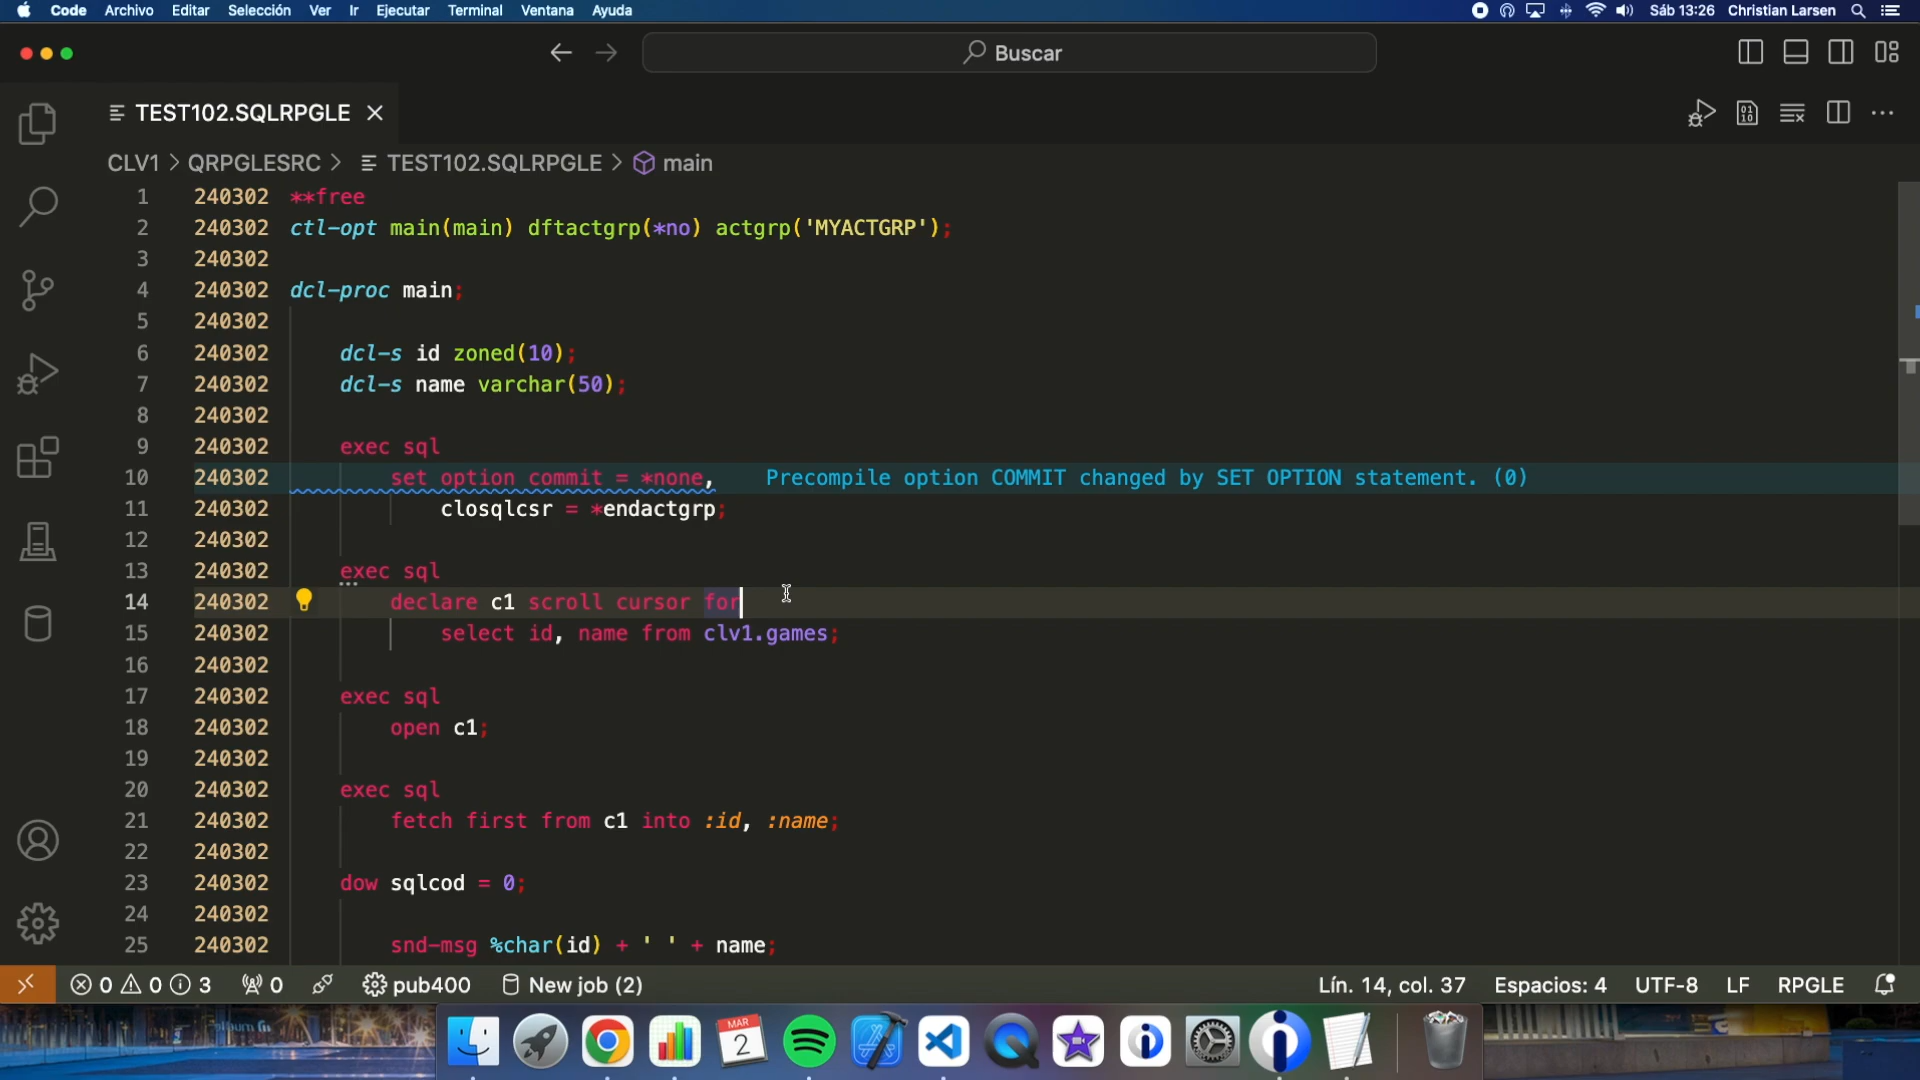 Code Archivo Editar Selección Ver Ir Ejecutar Terminal Ventana Ayuda Sáb 13:26 Christian Larsen
Buscar
TEST102.SQLRPGLE
CLV1 > QRPGLESRC > TEST102.SQLRPGLE > main
1 240302 **free
2 240302 ctl-opt main(main) dftactgrp(*no) actgrp('MYACTGRP');
3 240302
4 240302 dcl-proc main;
5 240302
6 240302 dcl-s id zoned(10);
7 240302 dcl-s name varchar(50);
8 240302
9 240302 exec sql
10 240302 set option commit = *none, Precompile option COMMIT changed by SET OPTION statement. (0)
11 240302 closqlcsr = *endactgrp;
12 240302
13 240302 exec sql
14 240302 declare c1 scroll cursor for
15 240302 select id, name from clv1.games;
16 240302
17 240302 exec sql
18 240302 open c1;
19 240302
20 240302 exec sql
21 240302 fetch first from c1 into :id, :name;
22 240302
23 240302 dow sqlcod = 0;
24 240302
25 240302 snd-msg %char(id) + ' ' + name;
0 0 3 0 pub400 New job (2) Lín. 14, col. 37 Espacios: 4 UTF-8 LF RPGLE
MAR
2